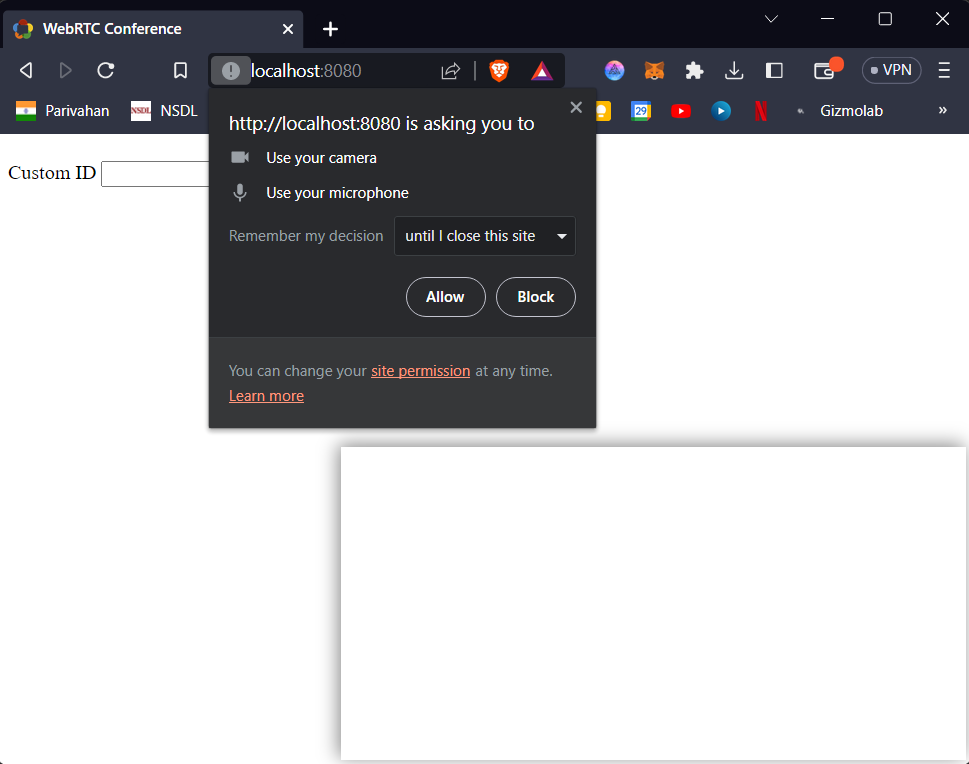 WebRTC Conference
localhost:8080
VPN
Parivahan
NSDL
NSDL
29
Gizmolab
http://localhost:8080 is asking you to
Use your camera
Use your microphone
Custom ID
Remember my decision
until I close this site
Allow
Block
You can change your site permission at any time.
Learn more